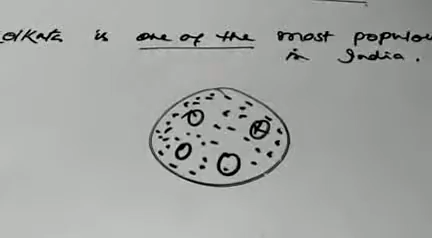 olkata is one of the most populou
in India.